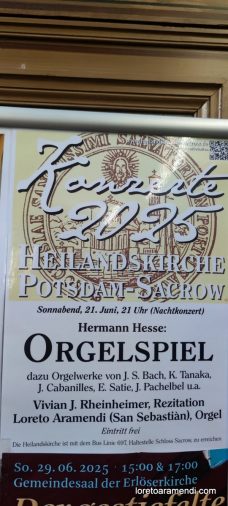 Konzerte
2025
HEILANDSKIRCHE
POTSDAM-SACROW
Sonnabend, 21. Juni, 21 Uhr (Nachtkonzert)
Hermann Hesse:
ORGELSPIEL
dazu Orgelwerke von J. S. Bach, K. Tanaka,
J. Cabanilles, E. Satie, J. Pachelbel u.a.
Vivian J. Rheinheimer, Rezitation
Loreto Aramendi (San Sebastiàn), Orgel
Eintritt frei
Die Heilandskirche ist mit dem Bus Linie 697, Haltestelle Schloss Sacrow, zu erreichen
So. 29.06.2025 | 15:00 & 17:00
Gemeindesaal der Erlöserkirche
loretoaramendi.com
Der gestiefelte